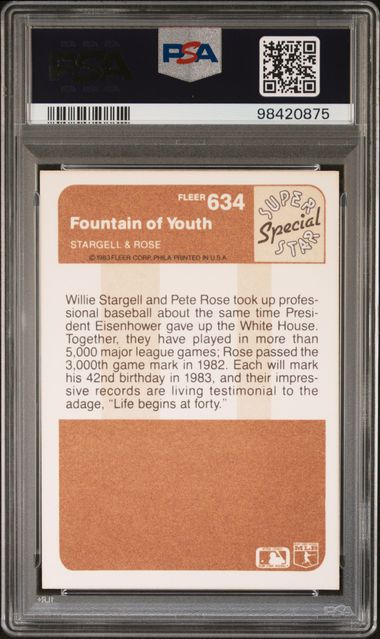 PSA
PSA
98420875
FLEER 634
SUPER
Special
STAR
Fountain of Youth
STARGELL & ROSE
© 1983 FLEER CORP. PHILA. PRINTED IN U.S.A.
Willie Stargell and Pete Rose took up profes-
sional baseball about the same time Presi-
dent Eisenhower gave up the White House.
Together, they have played in more than
5,000 major league games; Rose passed the
3,000th game mark in 1982. Each will mark
his 42nd birthday in 1983, and their impres-
sive records are living testimonial to the
adage, "Life begins at forty."